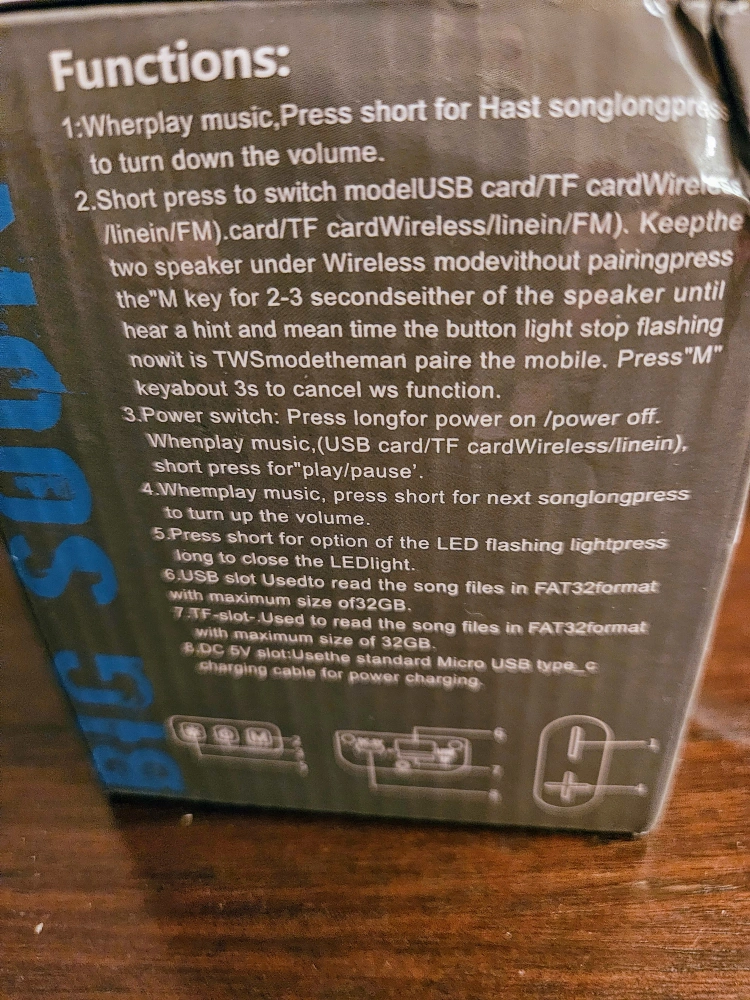 Functions:
1:Wherplay music,Press short for Hast songlongpress
to turn down the volume.
2.Short press to switch modelUSB card/TF cardWireless
/linein/FM).card/TF cardWireless/linein/FM). Keepthe
two speaker under Wireless modevithout pairingpress
the"M key for 2-3 secondseither of the speaker until
hear a hint and mean time the button light stop flashing
nowit is TWSmodetheman paire the mobile. Press"M"
keyabout 3s to cancel ws function.
3.Power switch: Press longfor power on /power off.
Whenplay music,(USB card/TF cardWireless/linein),
short press for"play/pause'.
4.Whemplay music, press short for next songlongpress
to turn up the volume.
5.Press short for option of the LED flashing lightpress
long to close the LEDlight.
6.USB slot Usedto read the song files in FAT32format
with maximum size of32GB.
7.TF-slot-.Used to read the song files in FAT32format
with maximum size of 32GB.
8.DC 5V slot:Usethe standard Micro USB type_c
charging cable for power charging.
BIG SOUN
M